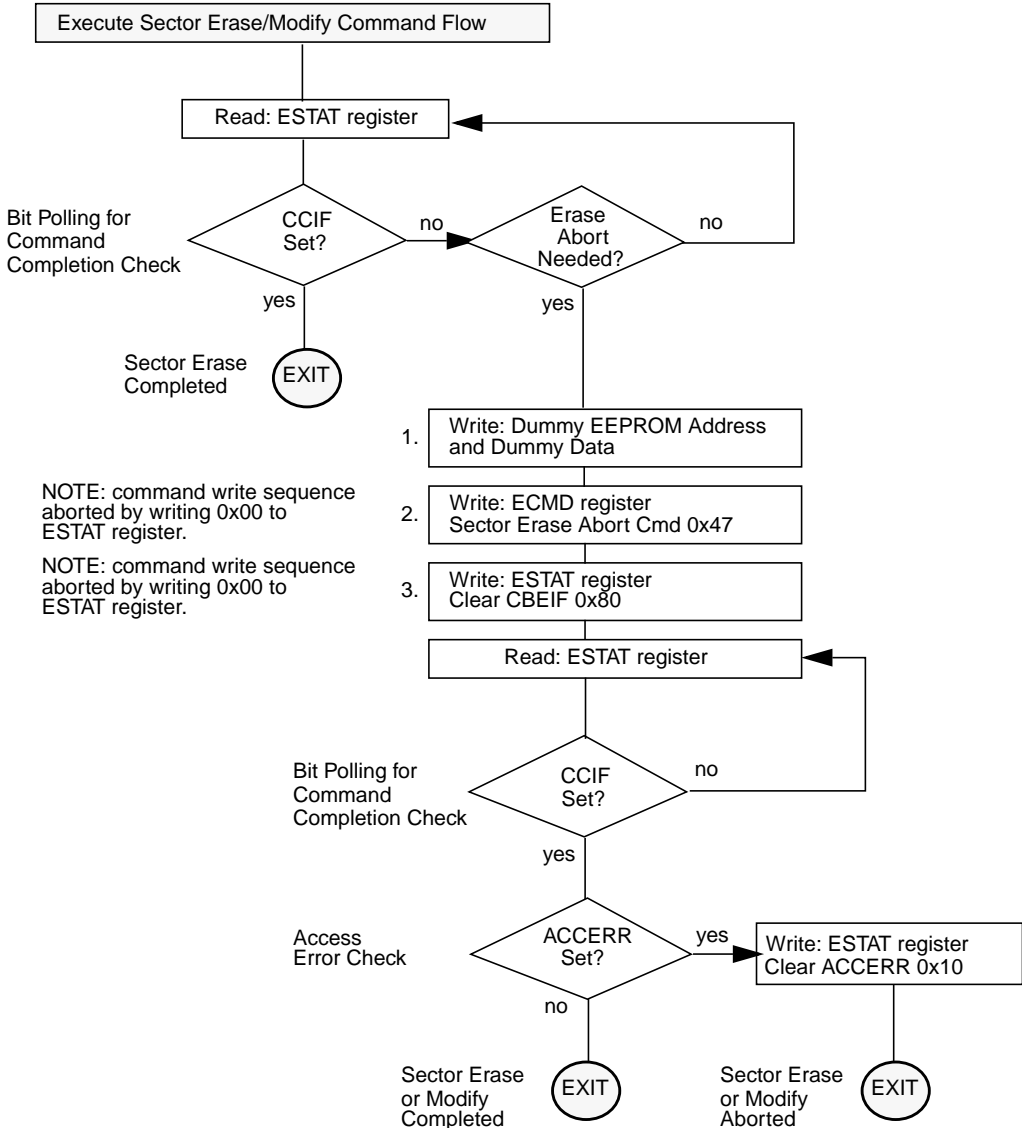 Execute Sector Erase/Modify Command Flow
Read: ESTAT register
Bit Polling for
Command
Completion Check
CCIF
Set?
no
Erase
Abort
Needed?
no
yes
yes
Sector Erase
Completed
EXIT
1.
Write: Dummy EEPROM Address
and Dummy Data
NOTE: command write sequence
aborted by writing 0x00 to
ESTAT register.
2.
Write: ECMD register
Sector Erase Abort Cmd 0x47
NOTE: command write sequence
aborted by writing 0x00 to
ESTAT register.
3.
Write: ESTAT register
Clear CBEIF 0x80
Read: ESTAT register
Bit Polling for
Command
Completion Check
CCIF
Set?
no
yes
Access
Error Check
ACCERR
Set?
yes
Write: ESTAT register
Clear ACCERR 0x10
no
Sector Erase
or Modify
Completed
EXIT
Sector Erase
or Modify
Aborted
EXIT